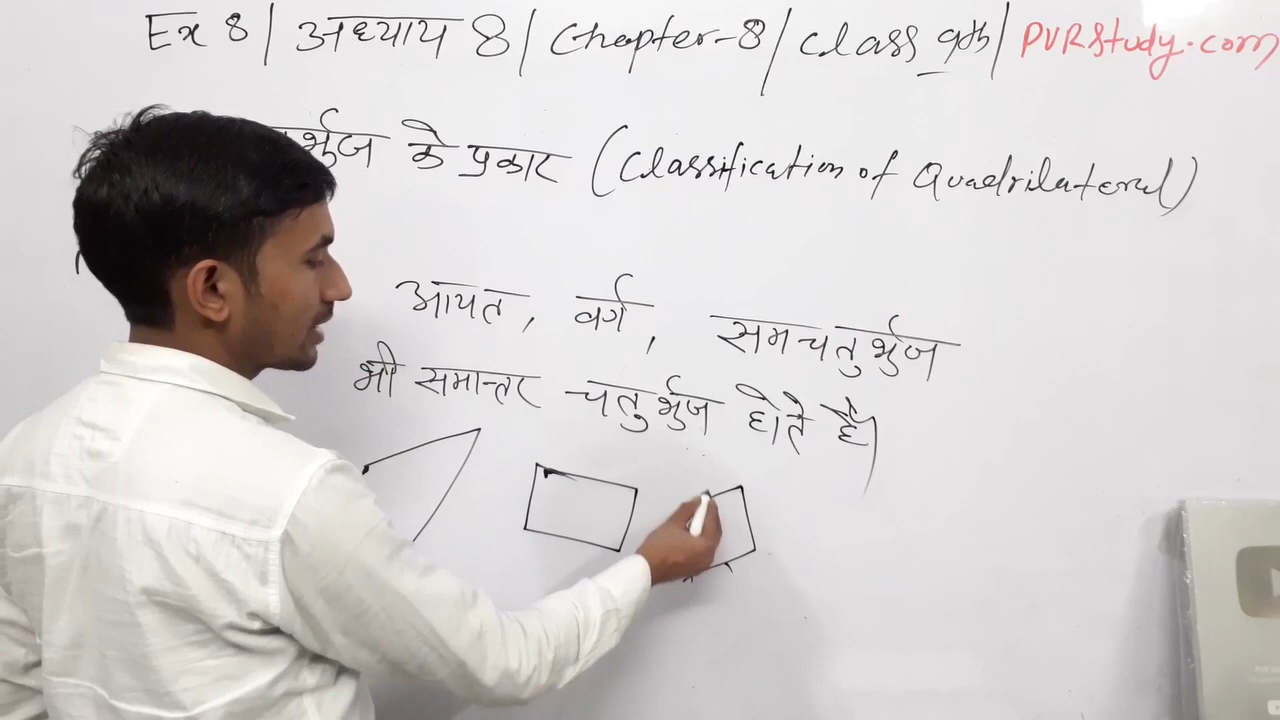 Ex 8 | अध्याय 8 | Chapter-8 | class 9th | PVRStudy.com
के प्रकार (Classification of Quadrilateral)
आयत, वर्ग, समचतुर्भुज
भी समान्तर चतुर्भुज होते है।